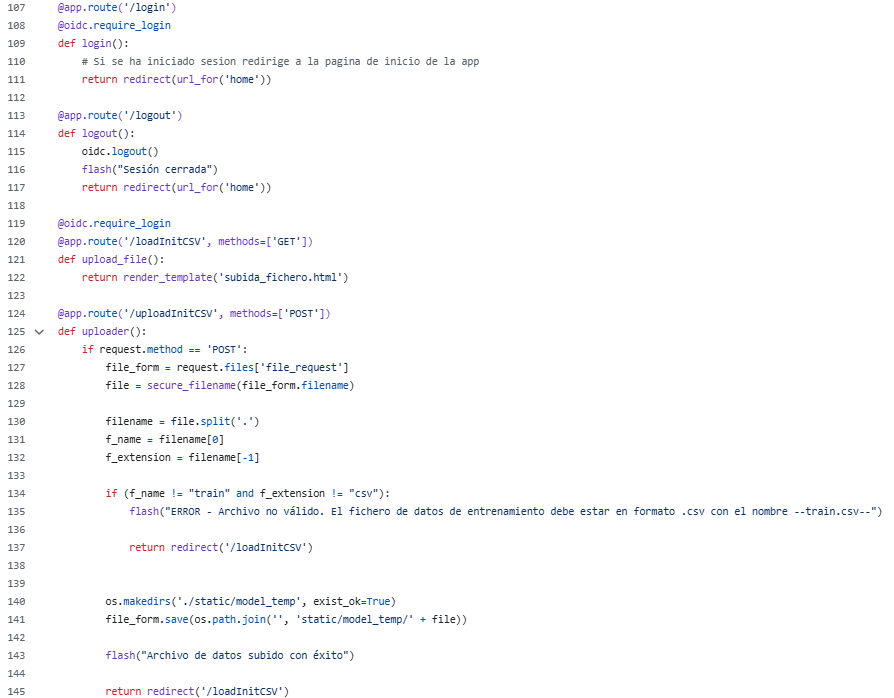 107 @app.route('/login')
108 @oidc.require_login
109 def login():
110 # Si se ha iniciado sesion redirige a la pagina de inicio de la app
111 return redirect(url_for('home'))
112
113 @app.route('/logout')
114 def logout():
115 oidc.logout()
116 flash("Sesión cerrada")
117 return redirect(url_for('home'))
118
119 @oidc.require_login
120 @app.route('/loadInitCSV', methods=['GET'])
121 def upload_file():
122 return render_template('subida_fichero.html')
123
124 @app.route('/uploadInitCSV', methods=['POST'])
125 def uploader():
126 if request.method == 'POST':
127 file_form = request.files['file_request']
128 file = secure_filename(file_form.filename)
129
130 filename = file.split('.')
131 f_name = filename[0]
132 f_extension = filename[-1]
133
134 if (f_name != "train" and f_extension != "csv"):
135 flash("ERROR - Archivo no válido. El fichero de datos de entrenamiento debe estar en formato .csv con el nombre --train.csv--")
136
137 return redirect('/loadInitCSV')
138
139
140 os.makedirs('./static/model_temp', exist_ok=True)
141 file_form.save(os.path.join('', 'static/model_temp/' + file))
142
143 flash("Archivo de datos subido con éxito")
144
145 return redirect('/loadInitCSV')